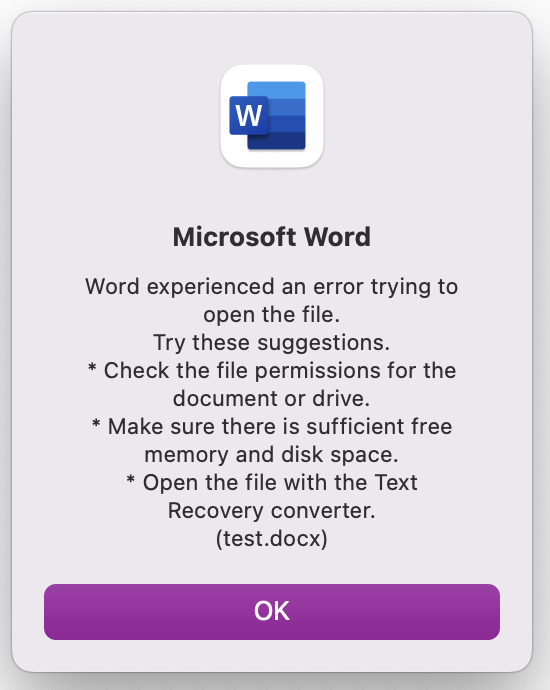 W
Microsoft Word
Word experienced an error trying to
open the file.
Try these suggestions.
* Check the file permissions for the
document or drive.
* Make sure there is sufficient free
memory and disk space.
* Open the file with the Text
Recovery converter.
(test.docx)
OK